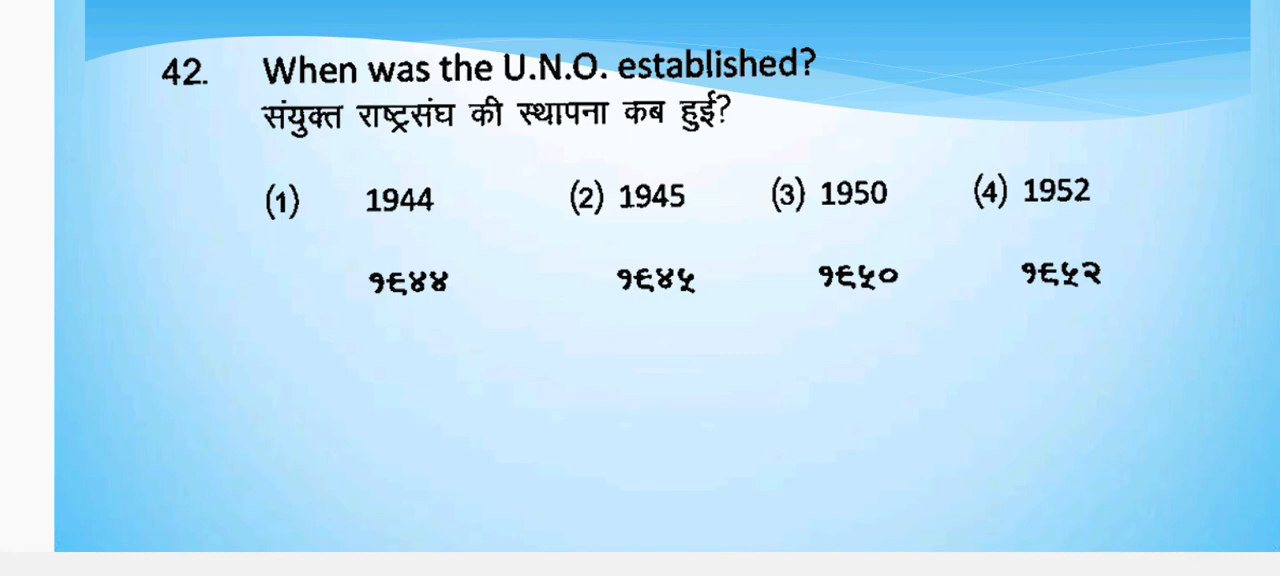 42. When was the U.N.O. established?
संयुक्त राष्ट्रसंघ की स्थापना कब हुई?
(1) 1944 (2) 1945 (3) 1950 (4) 1952
१९४४ १९४५ १९५० १९५२